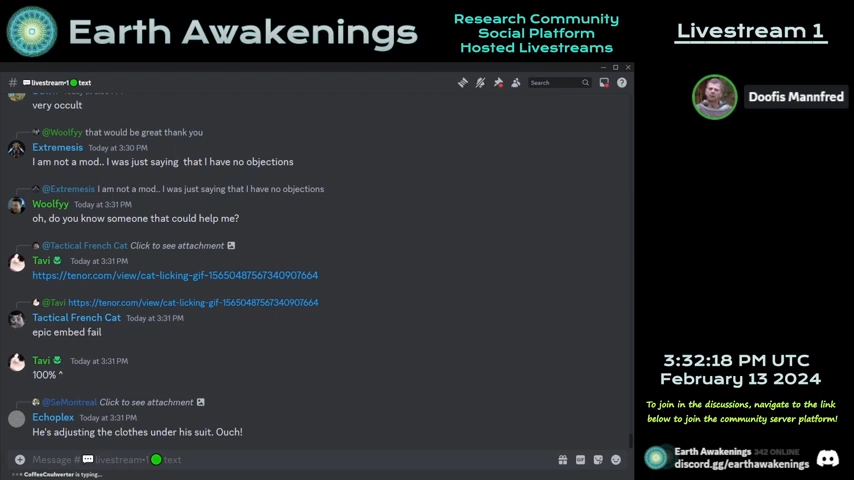 Earth Awakenings
Research Community
Social Platform
Hosted Livestreams
Livestream 1
# livestream•1 text
Search
very occult
@Woolfyy that would be great thank you
Extremesis Today at 3:30 PM
I am not a mod.. I was just saying that I have no objections
@Extremesis I am not a mod.. I was just saying that I have no objections
Woolfyy Today at 3:31 PM
oh, do you know someone that could help me?
@Tactical French Cat Click to see attachment
Tavi Today at 3:31 PM
https://tenor.com/view/cat-licking-gif-15650487567340907664
@Tavi https://tenor.com/view/cat-licking-gif-15650487567340907664
Tactical French Cat Today at 3:31 PM
epic embed fail
Tavi Today at 3:31 PM
100% ^
@SeMontreal Click to see attachment
Echoplex Today at 3:31 PM
He's adjusting the clothes under his suit. Ouch!
Message # livestream•1 text
GIF
CoffeeCnulwerter is typing...
Doofis Mannfred
3:32:18 PM UTC
February 13 2024
To join in the discussions, navigate to the link
below to join the community server platform!
Earth Awakenings 342 ONLINE
discord.gg/earthawakenings